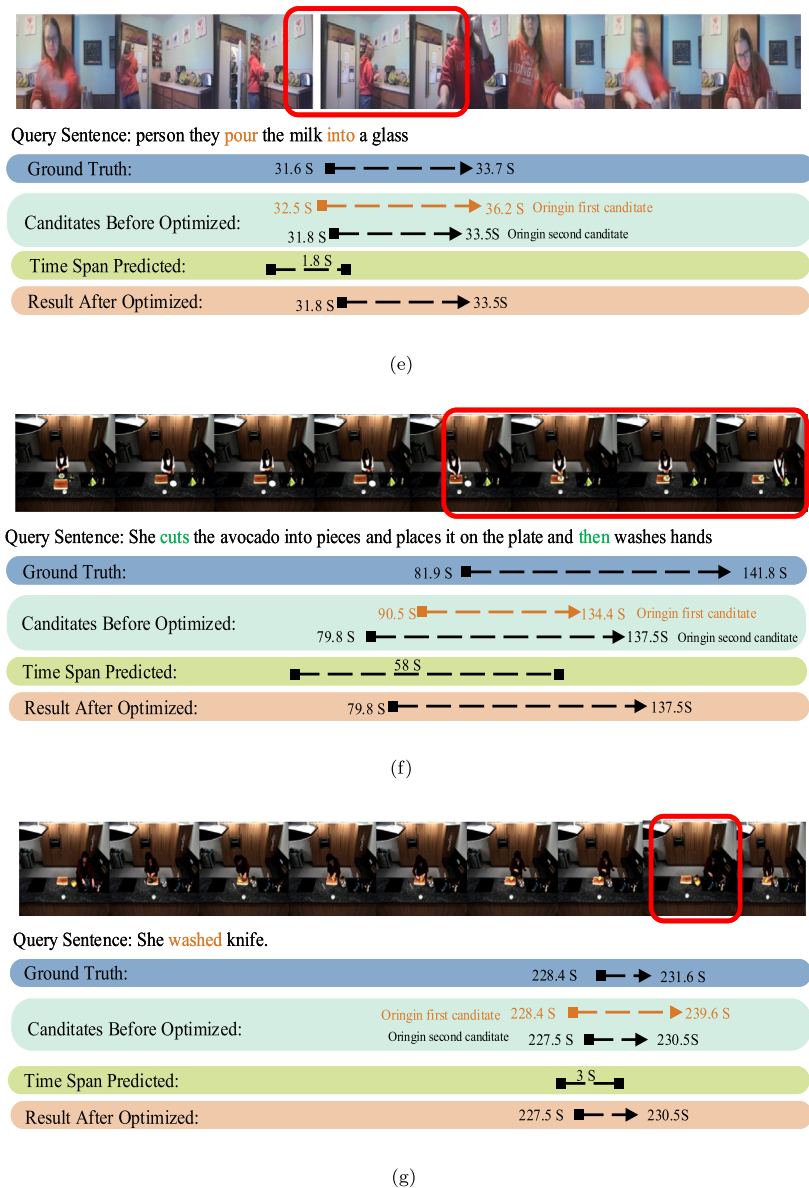 Query Sentence: person they pour the milk into a glass
Ground Truth: 31.6 S 33.7 S
32.5 S 36.2 S Oringin first canditate
Canditates Before Optimized:
31.8 S 33.5S Oringin second canditate
Time Span Predicted: 1.8 S
Result After Optimized: 31.8 S 33.5S
(e)
Query Sentence: She cuts the avocado into pieces and places it on the plate and then washes hands
Ground Truth: 81.9 S 141.8 S
90.5 S 134.4 S Oringin first canditate
Canditates Before Optimized:
79.8 S 137.5S Oringin second canditate
Time Span Predicted: 58 S
Result After Optimized: 79.8 S 137.5S
(f)
Query Sentence: She washed knife.
Ground Truth: 228.4 S 231.6 S
Oringin first canditate 228.4 S 239.6 S
Canditates Before Optimized:
Oringin second canditate 227.5 S 230.5S
Time Span Predicted: 3 S
Result After Optimized: 227.5 S 230.5S
(g)